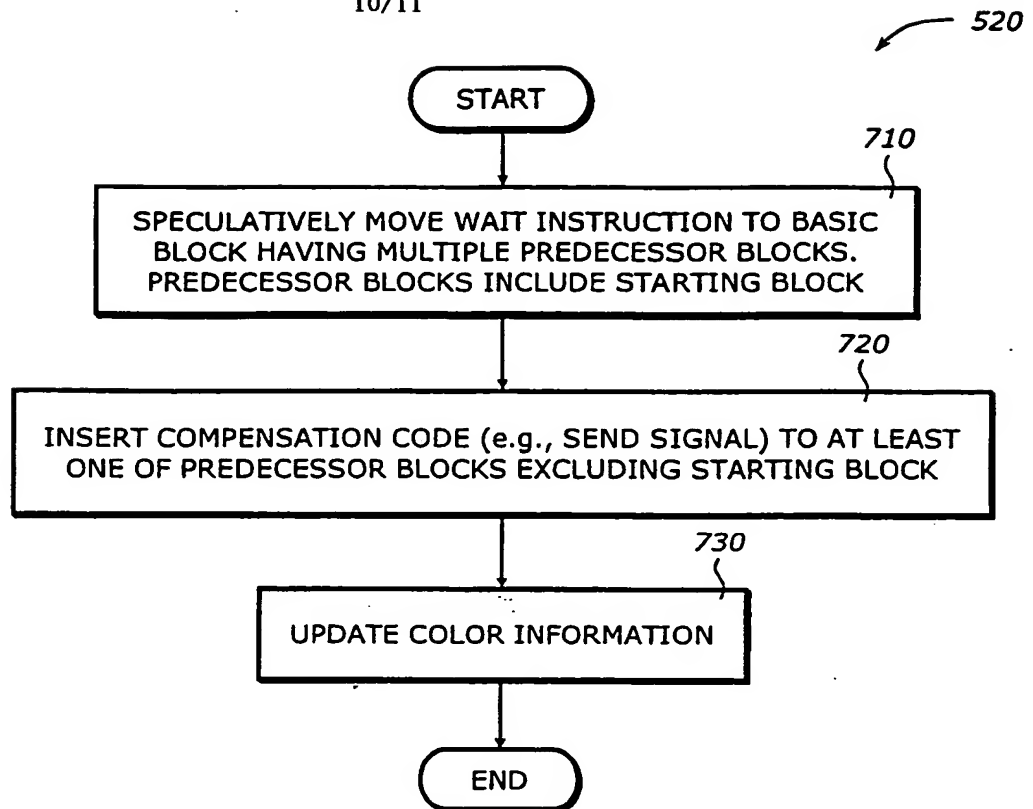 10/11
520
START
710
SPECULATIVELY MOVE WAIT INSTRUCTION TO BASIC
BLOCK HAVING MULTIPLE PREDECESSOR BLOCKS.
PREDECESSOR BLOCKS INCLUDE STARTING BLOCK
720
INSERT COMPENSATION CODE (e.g., SEND SIGNAL) TO AT LEAST
ONE OF PREDECESSOR BLOCKS EXCLUDING STARTING BLOCK
730
UPDATE COLOR INFORMATION
END